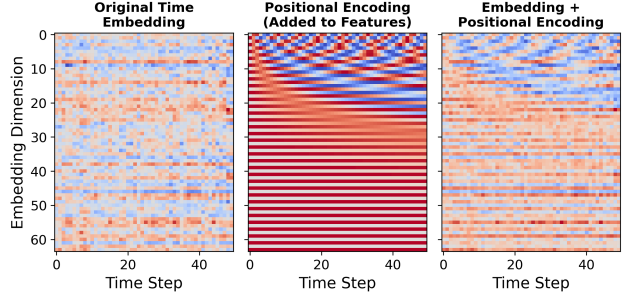 Original Time
Embedding
Positional Encoding
(Added to Features)
Embedding +
Positional Encoding
Embedding Dimension
0
10
20
30
40
50
60
0 20 40
0 20 40
0 20 40
Time Step
Time Step
Time Step